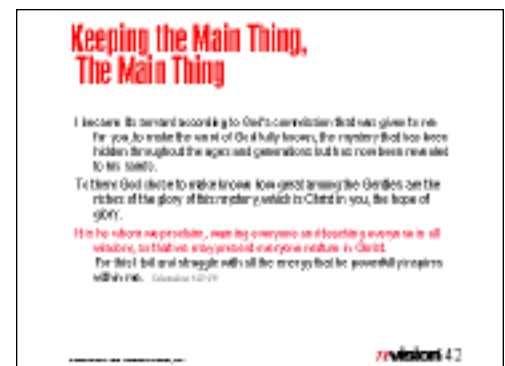 Keeping the Main Thing,
The Main Thing
I became its servant according to God's commission that was given to me
for you, to make the word of God fully known, the mystery that has been
hidden throughout the ages and generations but has now been revealed
to his saints.
To them God chose to make known how great among the Gentiles are the
riches of the glory of this mystery, which is Christ in you, the hope of
glory.
It is he whom we proclaim, warning everyone and teaching everyone in all
wisdom, so that we may present everyone mature in Christ.
For this I toil and struggle with all the energy that he powerfully inspires
within me. Colossians 1:27-29
revision 42